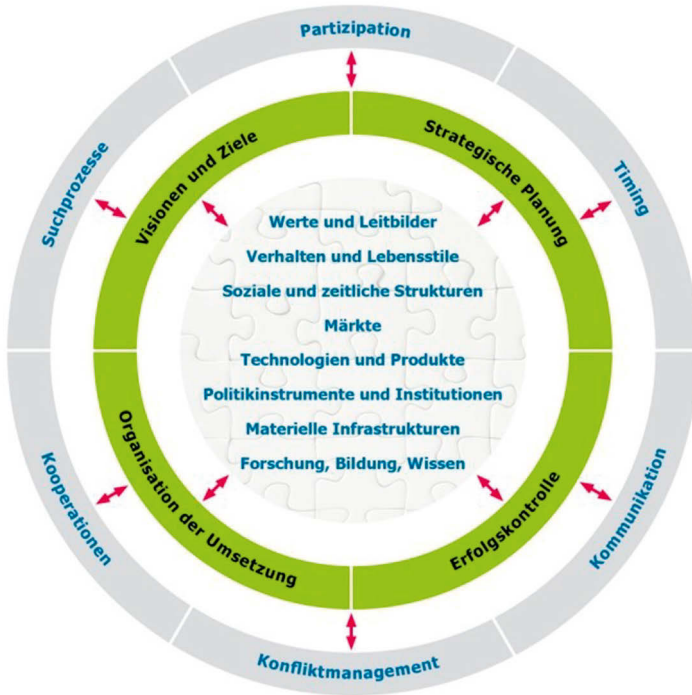 Partizipation
Suchprozesse
Timing
Visionen und Ziele
Strategische Planung
Werte und Leitbilder
Verhalten und Lebensstile
Soziale und zeitliche Strukturen
Märkte
Technologien und Produkte
Politikinstrumente und Institutionen
Materielle Infrastrukturen
Forschung, Bildung, Wissen
Organisation der Umsetzung
Erfolgskontrolle
Kooperationen
Kommunikation
Konfliktmanagement